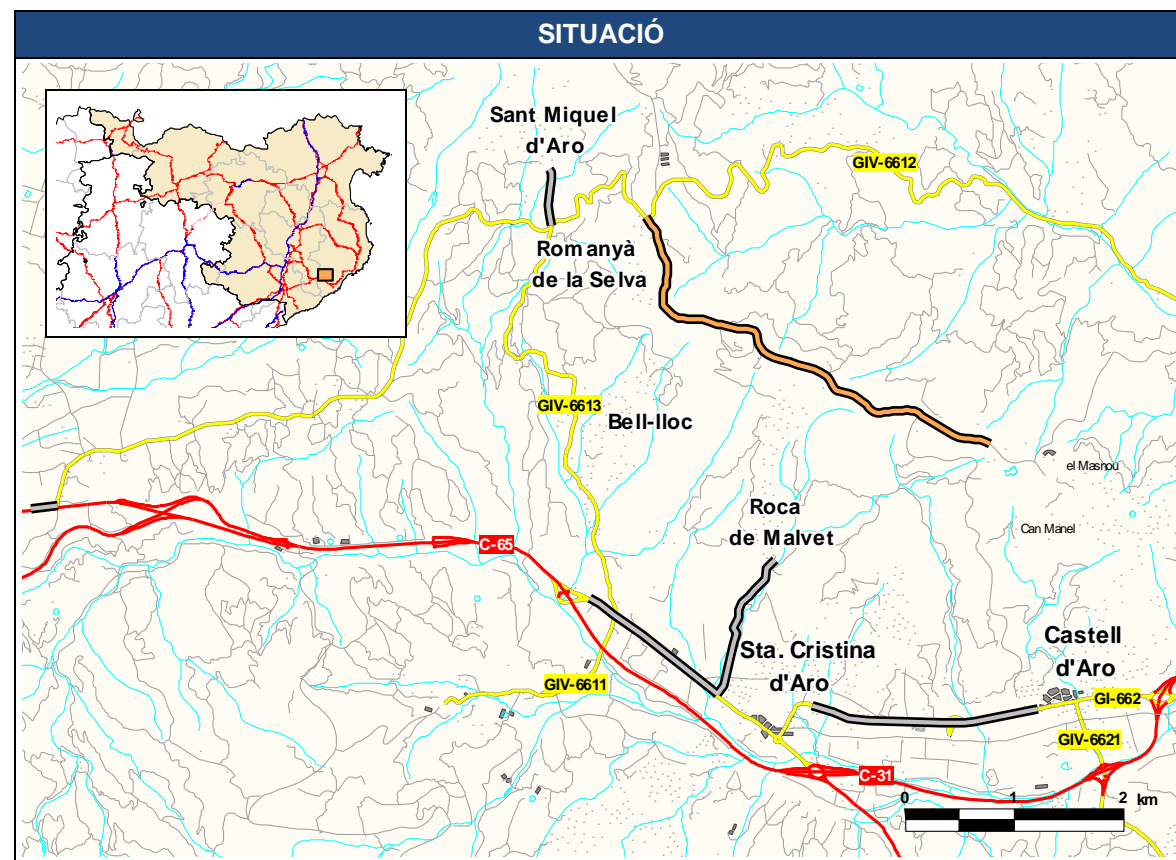 SITUACIÓ
Sant Miquel
d'Aro
GIV-6612
Romanyà
de la Selva
GIV-6613
Bell-lloc
el Masnou
Roca
de Malvet
Can Manel
C-65
Sta. Cristina
d'Aro
Castell
d'Aro
GIV-6611
GI-662
GIV-6621
C-31
0 1 2 km